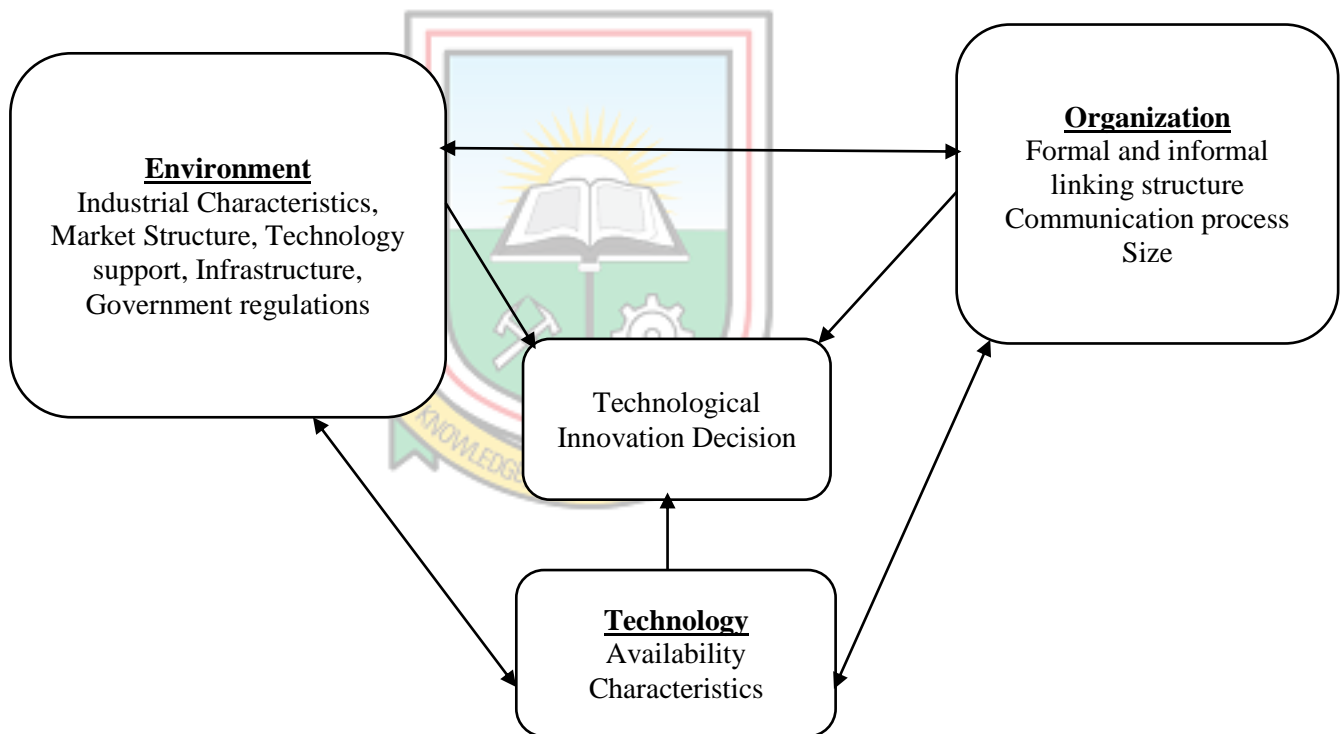 Environment
Industrial Characteristics,
Market Structure, Technology
support, Infrastructure,
Government regulations
Organization
Formal and informal
linking structure
Communication process
Size
Technological
Innovation Decision
KNOWLEDGE
Technology
Availability
Characteristics